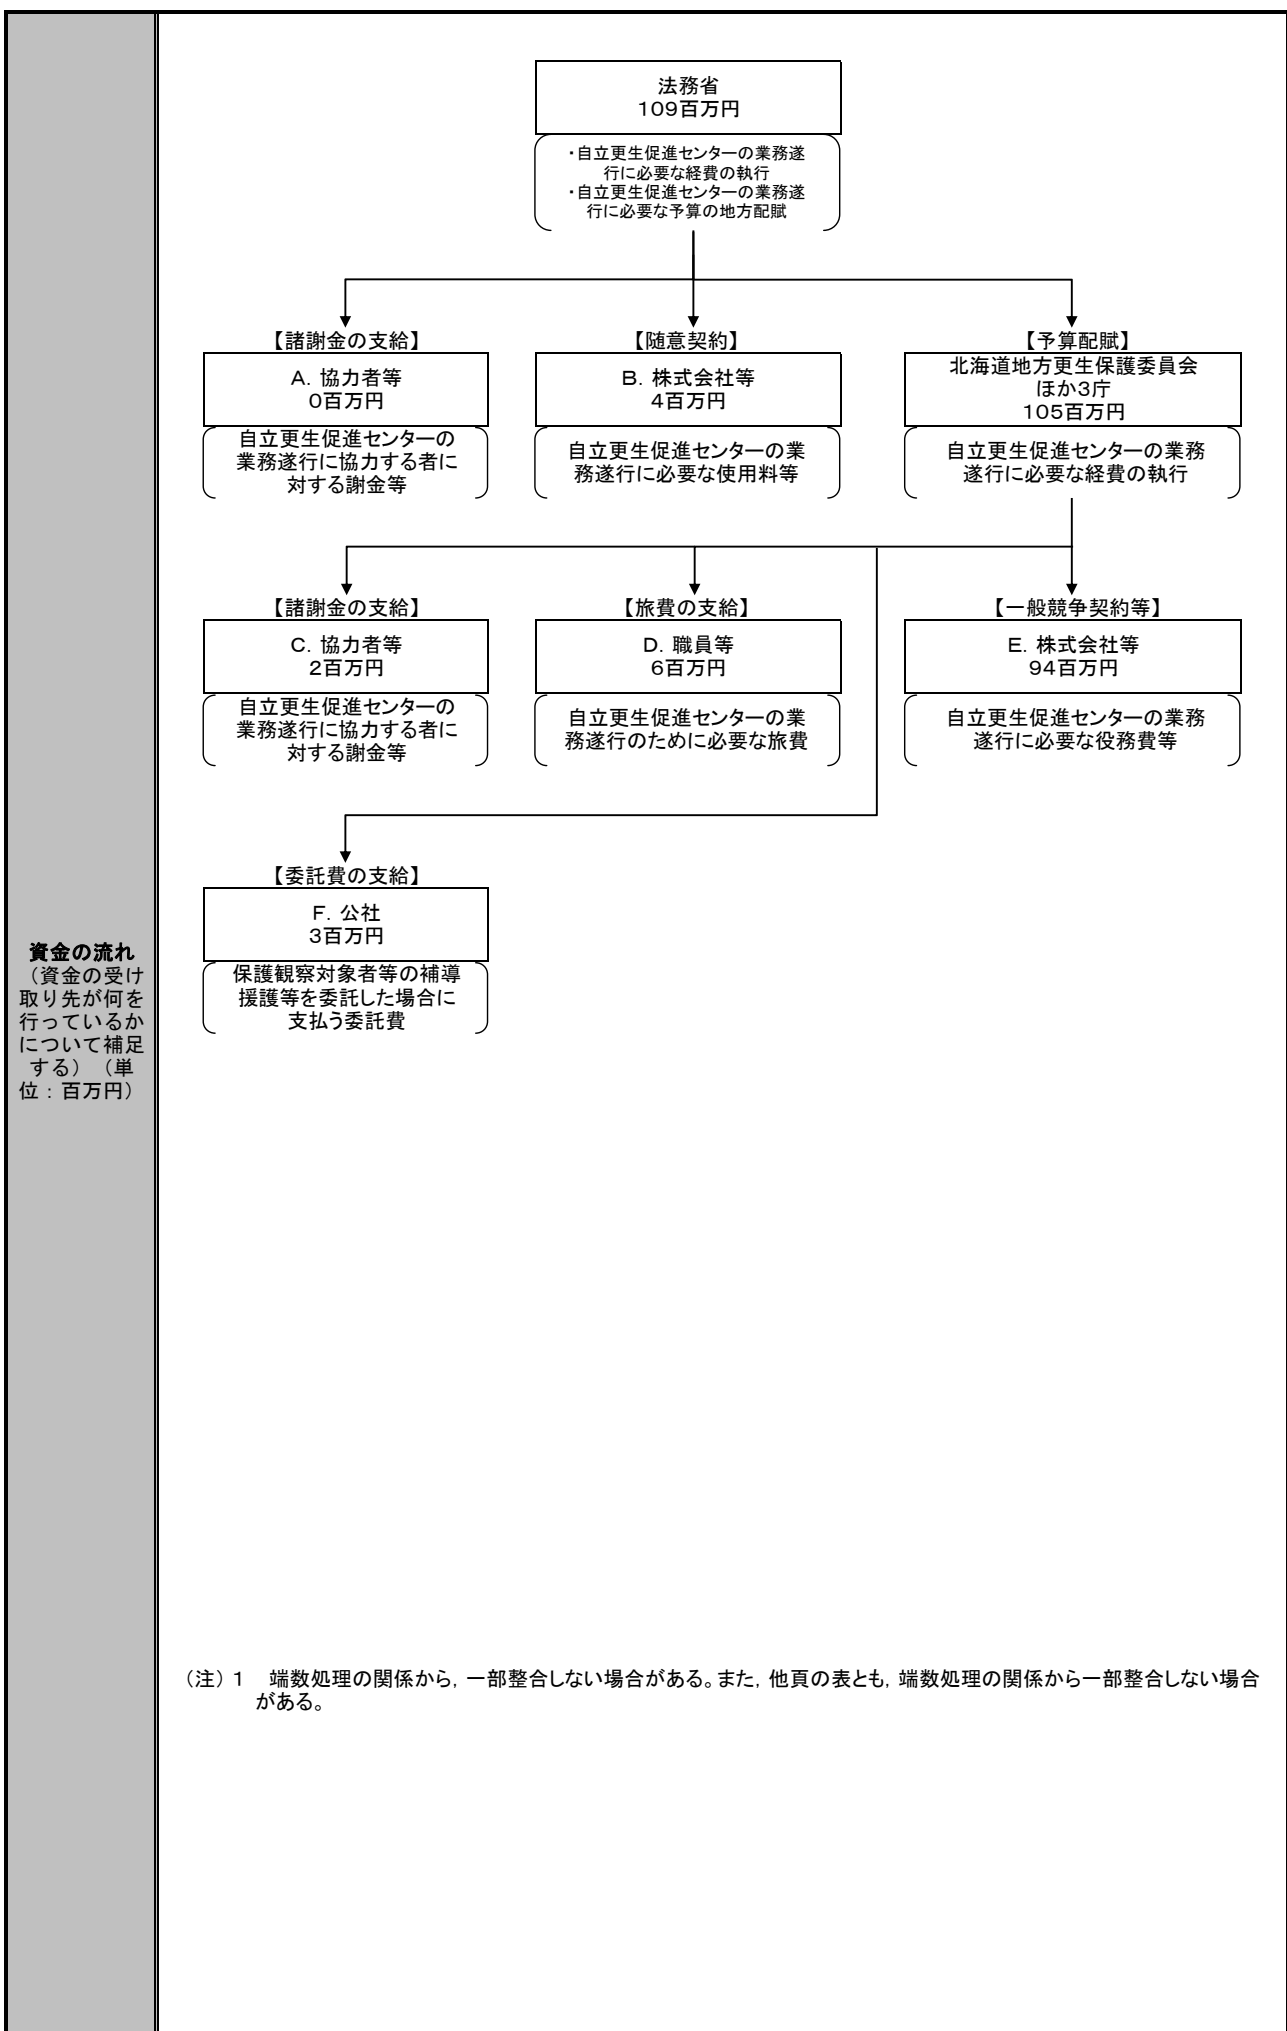 法務省
109百万円
・自立更生促進センターの業務遂
行に必要な経費の執行
・自立更生促進センターの業務遂
行に必要な予算の地方配賦
【諸謝金の支給】
A．協力者等
0百万円
自立更生促進センターの
業務遂行に協力する者に
対する謝金等
【随意契約】
B．株式会社等
4百万円
自立更生促進センターの業
務遂行に必要な使用料等
【予算配賦】
北海道地方更生保護委員会
ほか3庁
105百万円
自立更生促進センターの業務
遂行に必要な経費の執行
【諸謝金の支給】
C．協力者等
2百万円
自立更生促進センターの
業務遂行に協力する者に
対する謝金等
【旅費の支給】
D．職員等
6百万円
自立更生促進センターの業
務遂行のために必要な旅費
【一般競争契約等】
E．株式会社等
94百万円
自立更生促進センターの業務
遂行に必要な役務費等
【委託費の支給】
F．公社
3百万円
保護観察対象者等の補導
援護等を委託した場合に
支払う委託費
資金の流れ
（資金の受け
取り先が何を
行っているか
について補足
する）（単
位：百万円）
（注）１　端数処理の関係から，一部整合しない場合がある。また，他頁の表とも，端数処理の関係から一部整合しない場合
がある。